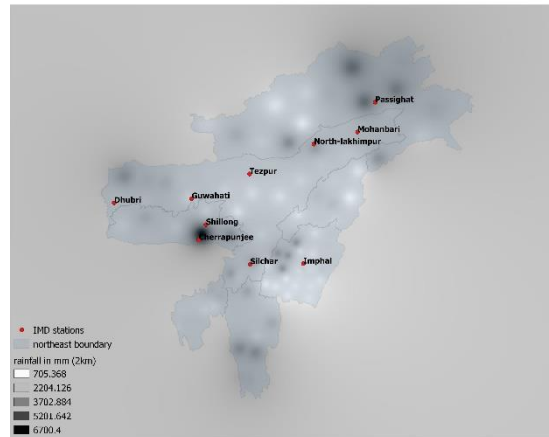 Passighat
Mohanbari
North-lakhimpur
Tezpur
Guwahati
Dhubri
Shillong
Cherrapunjee
Silchar
Imphal
IMD stations
northeast boundary
rainfall in mm (2km)
705.368
2204.126
3702.884
5201.642
6700.4